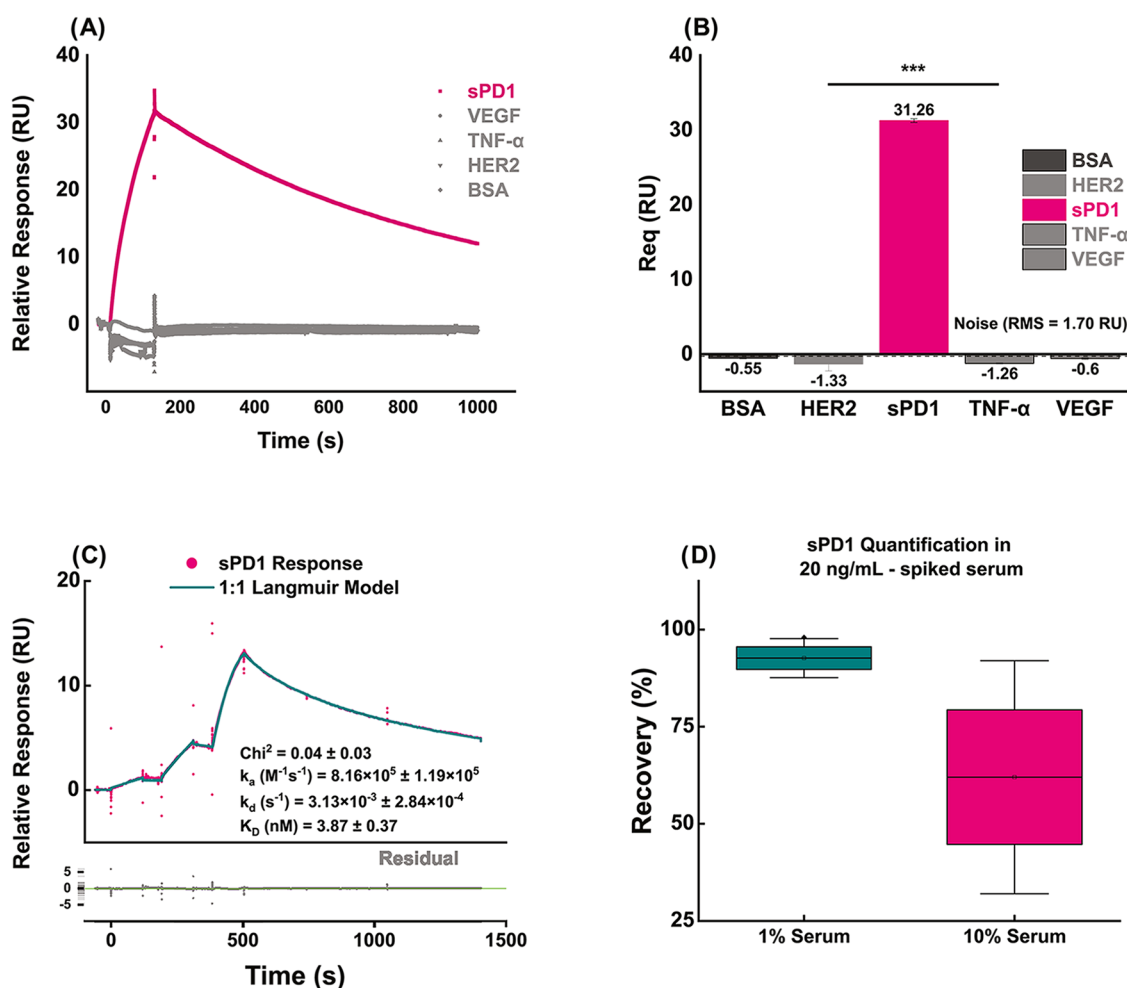 (A)
40
30
20
10
0
Relative Response (RU)
sPD1
VEGF
TNF-α
HER2
BSA
0 200 400 600 800 1000
Time (s)
(B)
40
30
20
10
0
Req (RU)
***
31.26
BSA
HER2
sPD1
TNF-α
VEGF
Noise (RMS = 1.70 RU)
-0.55 -1.33 -1.26 -0.6
BSA HER2 sPD1 TNF-α VEGF
(C)
sPD1 Response
1:1 Langmuir Model
20
10
0
Relative Response (RU)
Chi² = 0.04 ± 0.03
kₐ (M⁻¹s⁻¹) = 8.16×10⁵ ± 1.19×10⁵
k_d (s⁻¹) = 3.13×10⁻³ ± 2.84×10⁻⁴
K_D (nM) = 3.87 ± 0.37
Residual
5
0
-5
0 500 1000 1500
Time (s)
(D)
sPD1 Quantification in
20 ng/mL - spiked serum
100
75
50
25
Recovery (%)
1% Serum 10% Serum